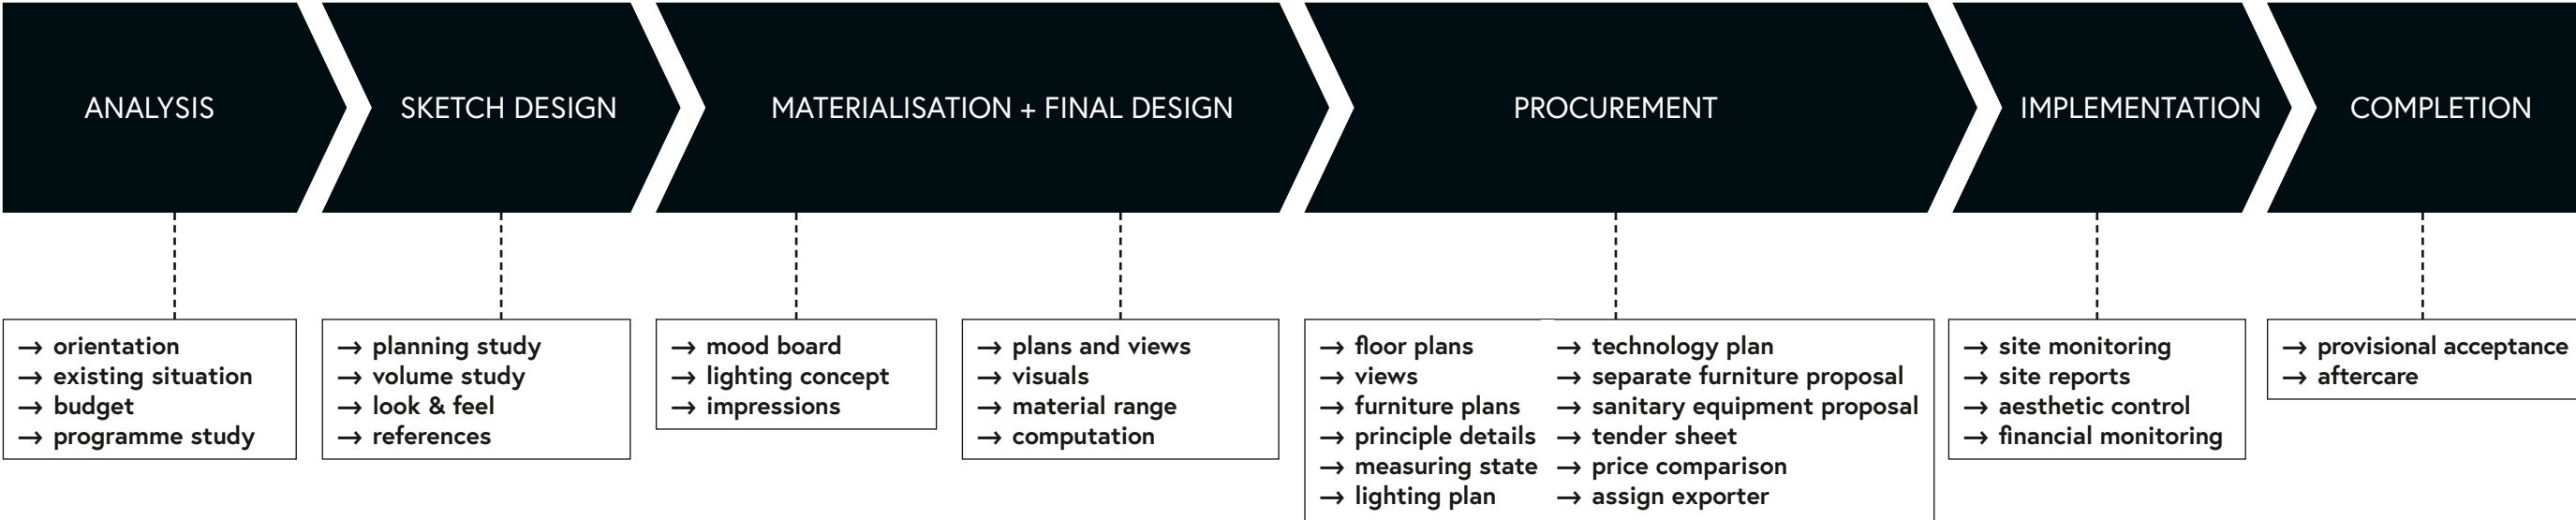 ANALYSIS
SKETCH DESIGN
MATERIALISATION + FINAL DESIGN
PROCUREMENT
IMPLEMENTATION
COMPLETION
→ orientation
→ existing situation
→ budget
→ programme study
→ planning study
→ volume study
→ look & feel
→ references
→ mood board
→ lighting concept
→ impressions
→ plans and views
→ visuals
→ material range
→ computation
→ floor plans
→ views
→ furniture plans
→ principle details
→ measuring state
→ lighting plan
→ technology plan
→ separate furniture proposal
→ sanitary equipment proposal
→ tender sheet
→ price comparison
→ assign exporter
→ site monitoring
→ site reports
→ aesthetic control
→ financial monitoring
→ provisional acceptance
→ aftercare